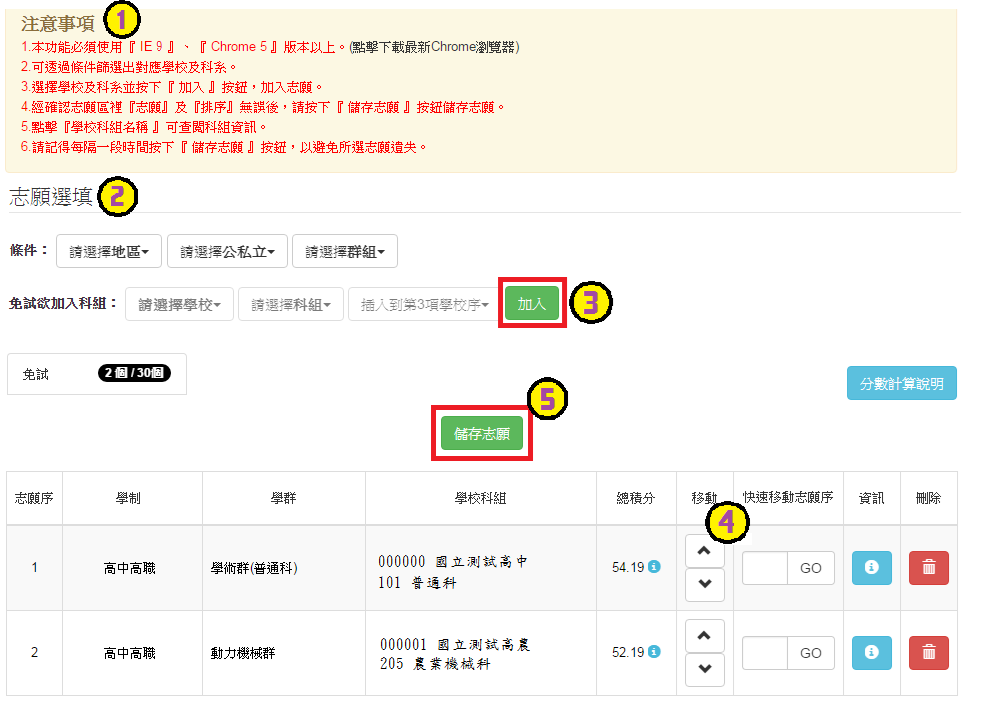 注意事項 1
1.本功能必須使用『 IE 9 』、『 Chrome 5 』版本以上。(點擊下載最新Chrome瀏覽器)
2.可透過條件篩選出對應學校及科系。
3.選擇學校及科系並按下『 加入 』按鈕，加入志願。
4.經確認志願區裡『志願』及『排序』無誤後，請按下『 儲存志願 』按鈕儲存志願。
5.點擊『學校科組名稱 』可查閱科組資訊。
6.請記得每隔一段時間按下『 儲存志願 』按鈕，以避免所選志願遺失。
志願選填 2
條件： 請選擇地區 請選擇公私立 請選擇群組
免試欲加入科組： 請選擇學校 請選擇科組 插入到第3項學校序 加入 3
免試 2 個 / 30個
分數計算說明
5
儲存志願
志願序 學制 學群 學校科組 總積分 移動 快速移動志願序 資訊 刪除
4
1 高中高職 學術群(普通科) 000000 國立測試高中 54.19 GO
101 普通科
2 高中高職 動力機械群 000001 國立測試高農 52.19 GO
205 農業機械科